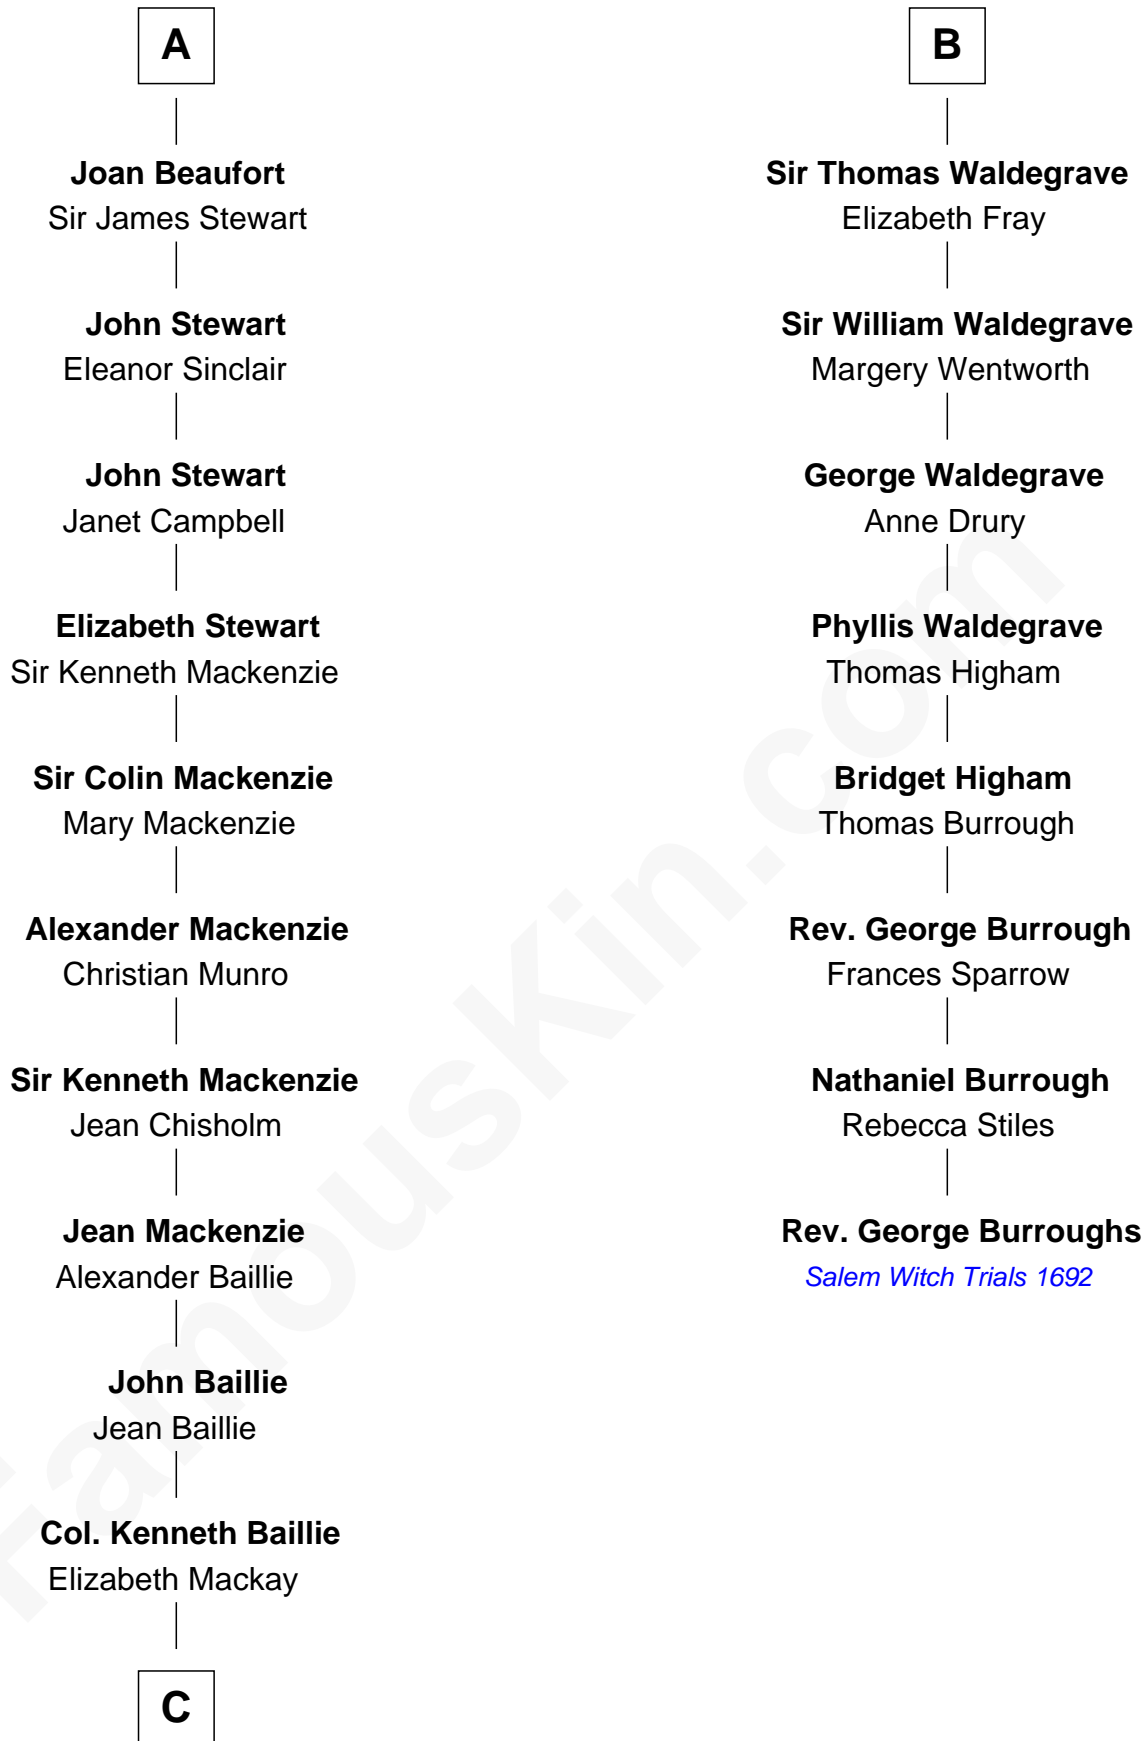 A
Joan Beaufort
Sir James Stewart
John Stewart
Eleanor Sinclair
John Stewart
Janet Campbell
Elizabeth Stewart
Sir Kenneth Mackenzie
Sir Colin Mackenzie
Mary Mackenzie
Alexander Mackenzie
Christian Munro
Sir Kenneth Mackenzie
Jean Chisholm
Jean Mackenzie
Alexander Baillie
John Baillie
Jean Baillie
Col. Kenneth Baillie
Elizabeth Mackay
C
B
Sir Thomas Waldegrave
Elizabeth Fray
Sir William Waldegrave
Margery Wentworth
George Waldegrave
Anne Drury
Phyllis Waldegrave
Thomas Higham
Bridget Higham
Thomas Burrough
Rev. George Burrough
Frances Sparrow
Nathaniel Burrough
Rebecca Stiles
Rev. George Burroughs
Salem Witch Trials 1692
FamousKin.com